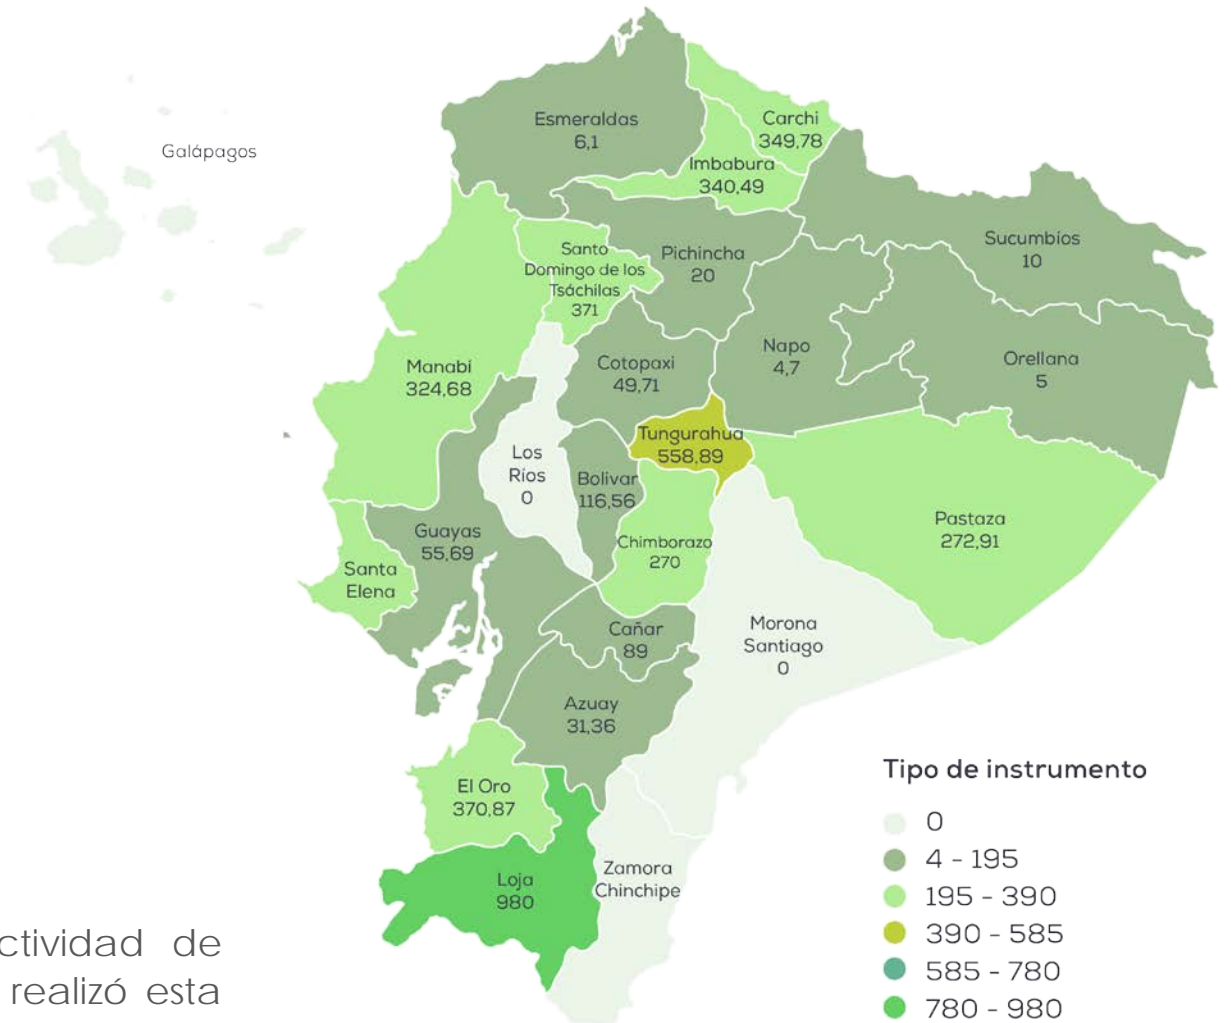 Esmeraldas
6,1
Carchi
349,78
Galápagos
Imbabura
340,49
Santo
Domingo de los
Tsáchilas
371
Pichincha
20
Sucumbíos
10
Manabí
324,68
Cotopaxi
49,71
Napo
4,7
Orellana
5
Tungurahua
558,89
Los
Ríos
0
Bolivar
116,56
Pastaza
272,91
Guayas
55,69
Chimborazo
270
Santa
Elena
Cañar
89
Morona
Santiago
0
Azuay
31,36
El Oro
370,87
Loja
980
Zamora
Chinchipe
Tipo de instrumento
0
4 - 195
195 - 390
390 - 585
585 - 780
780 - 980
ctividad de
realizó esta